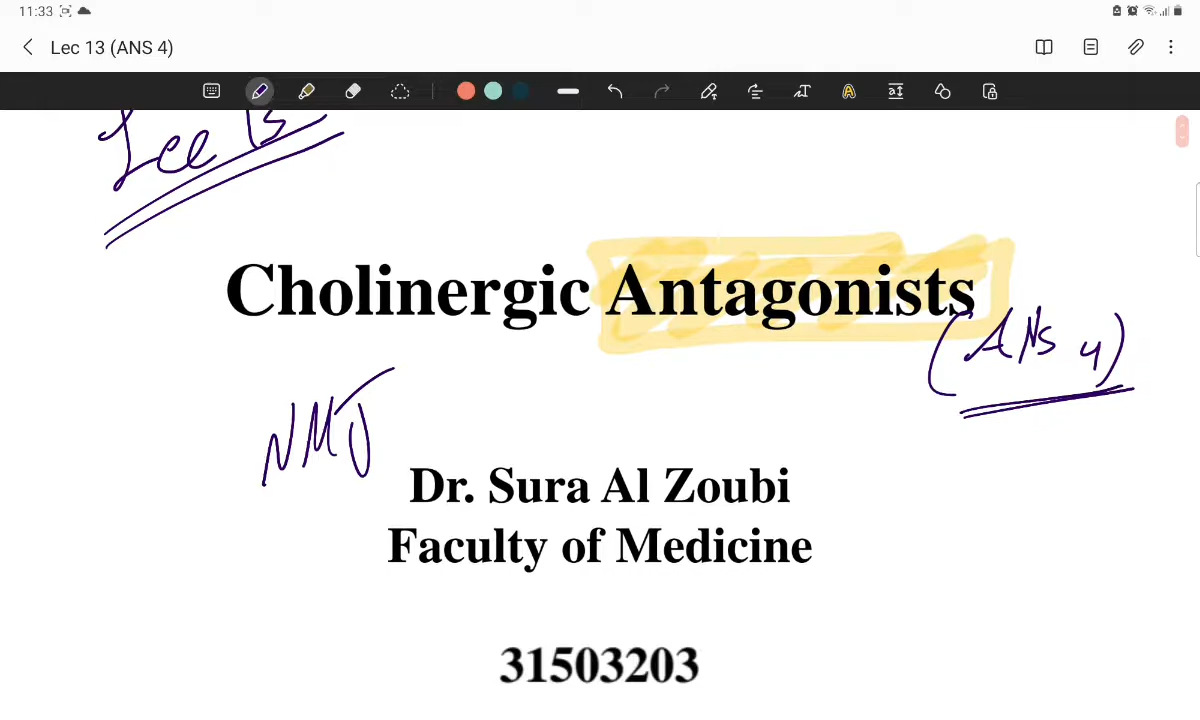 11:33
Lec 13 (ANS 4)
Lec 13
Cholinergic Antagonists
(ANS 4)
NMJ
Dr. Sura Al Zoubi
Faculty of Medicine
31503203